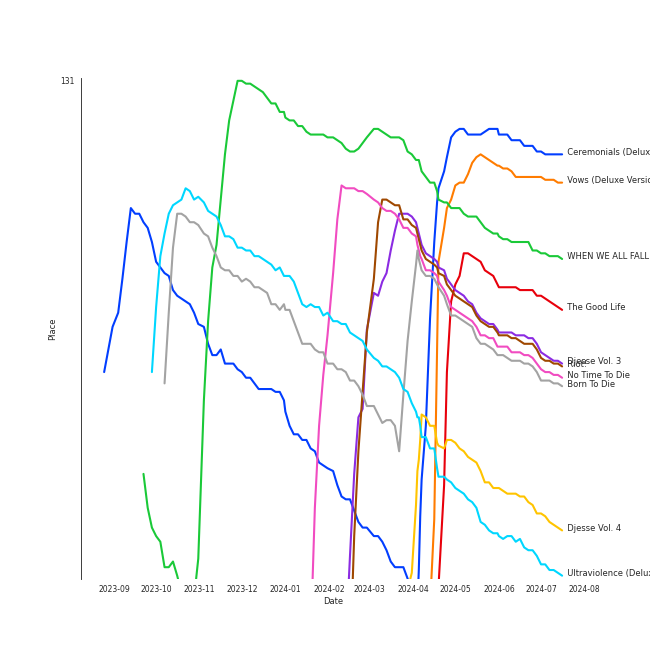 131
Ceremonials (Delux
Vows (Deluxe Versio
WHEN WE ALL FALL
The Good Life
Djesse Vol. 3
No Time To Die
Born To Die
Djesse Vol. 4
Ultraviolence (Delu
Place
2023-09 2023-10 2023-11 2023-12 2024-01 2024-02 2024-03 2024-04 2024-05 2024-06 2024-07 2024-08
Date